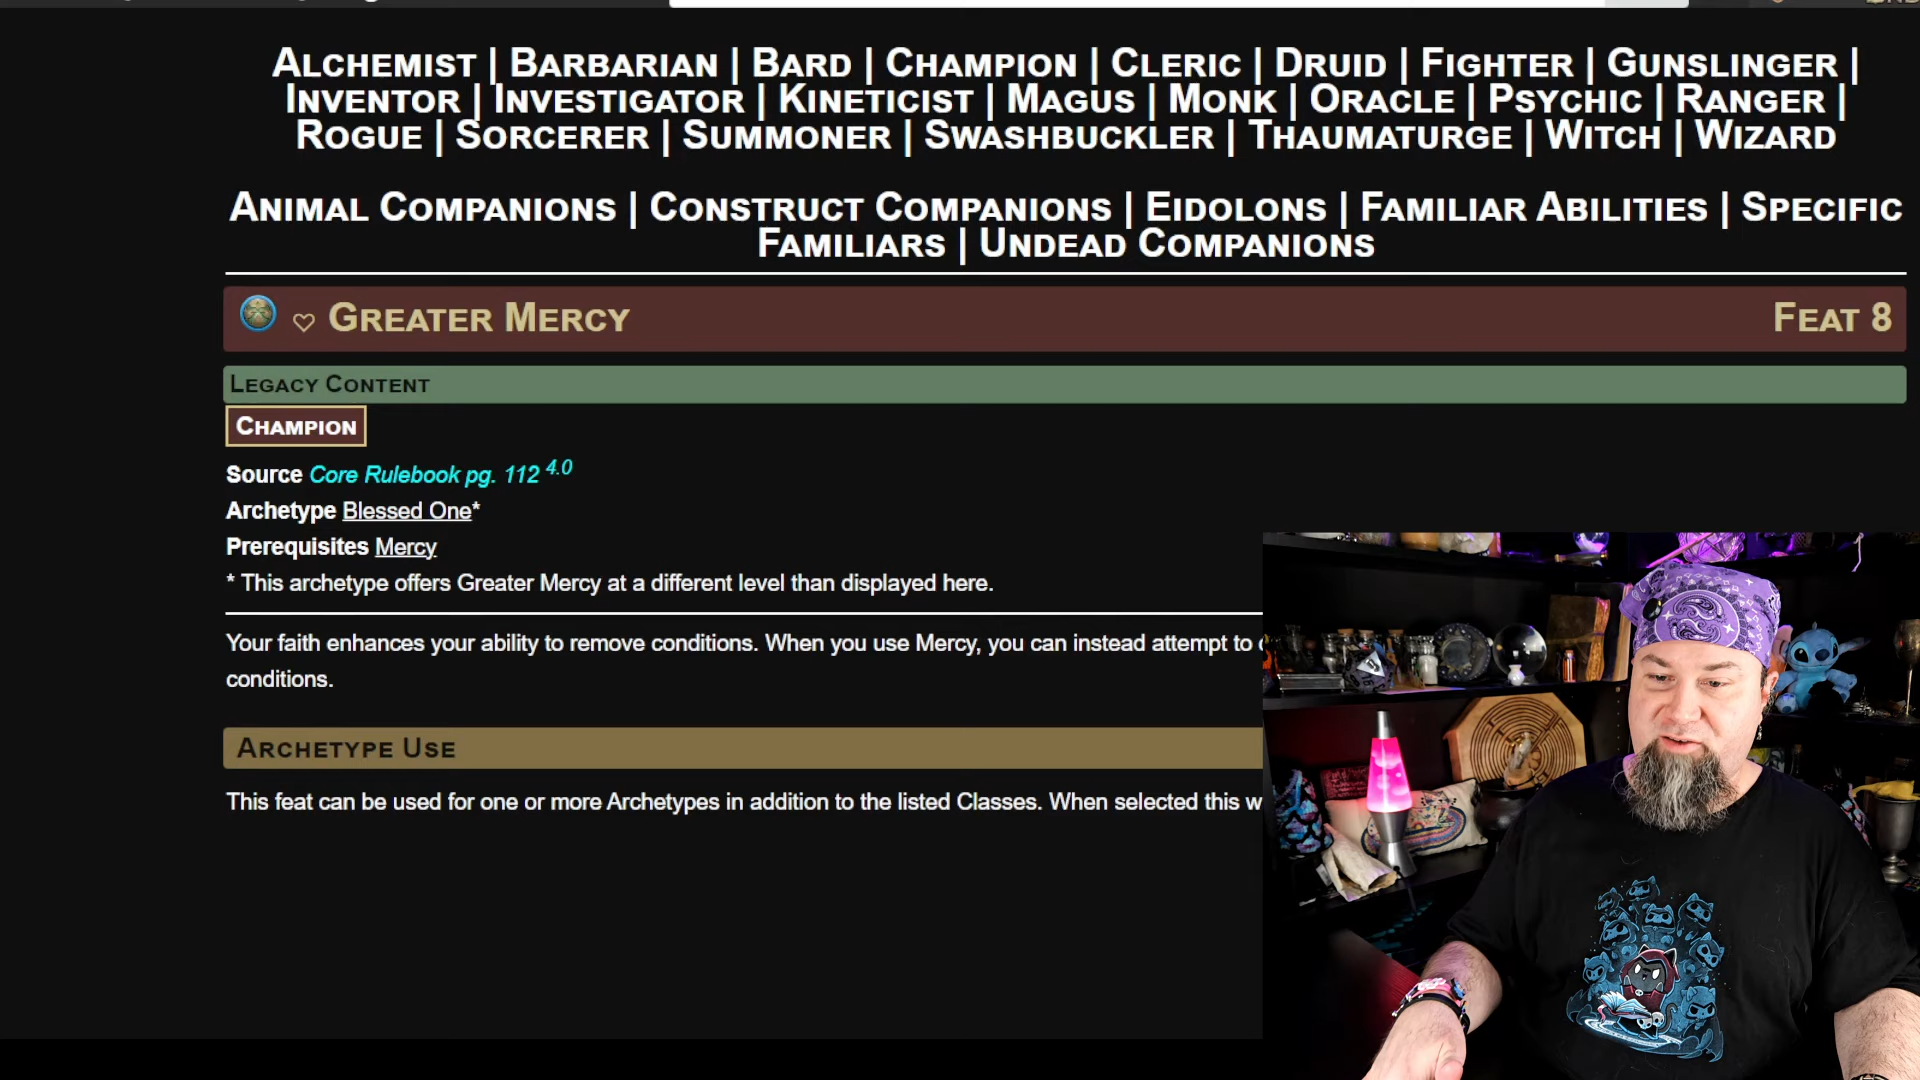 Alchemist | Barbarian | Bard | Champion | Cleric | Druid | Fighter | Gunslinger |
Inventor | Investigator | Kineticist | Magus | Monk | Oracle | Psychic | Ranger |
Rogue | Sorcerer | Summoner | Swashbuckler | Thaumaturge | Witch | Wizard
Animal Companions | Construct Companions | Eidolons | Familiar Abilities | Specific
Familiars | Undead Companions
Greater Mercy Feat 8
Legacy Content
Champion
Source Core Rulebook pg. 112 4.0
Archetype Blessed One*
Prerequisites Mercy
* This archetype offers Greater Mercy at a different level than displayed here.
Your faith enhances your ability to remove conditions. When you use Mercy, you can instead attempt to
conditions.
Archetype Use
This feat can be used for one or more Archetypes in addition to the listed Classes. When selected this